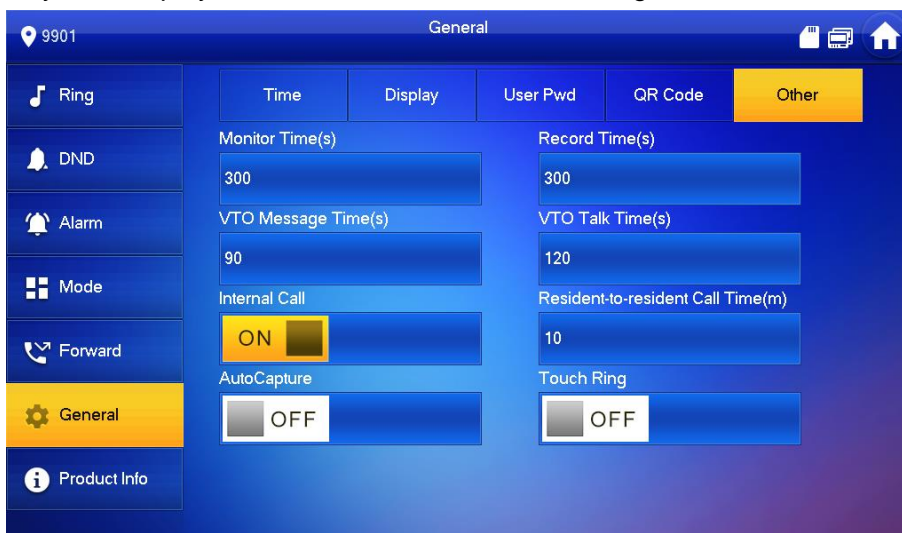 9901
General
Ring
DND
Alarm
Mode
Forward
General
Product Info
Time Display User Pwd QR Code Other
Monitor Time(s) Record Time(s)
300 300
VTO Message Time(s) VTO Talk Time(s)
90 120
Internal Call Resident-to-resident Call Time(m)
ON 10
AutoCapture Touch Ring
OFF OFF